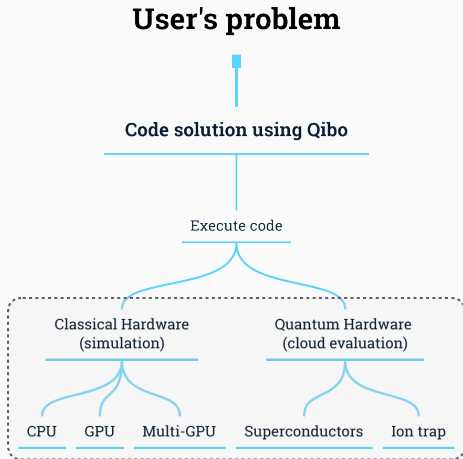 User's problem
Code solution using Qibo
Execute code
Classical Hardware
(simulation)
Quantum Hardware
(cloud evaluation)
CPU
GPU
Multi-GPU
Superconductors
Ion trap